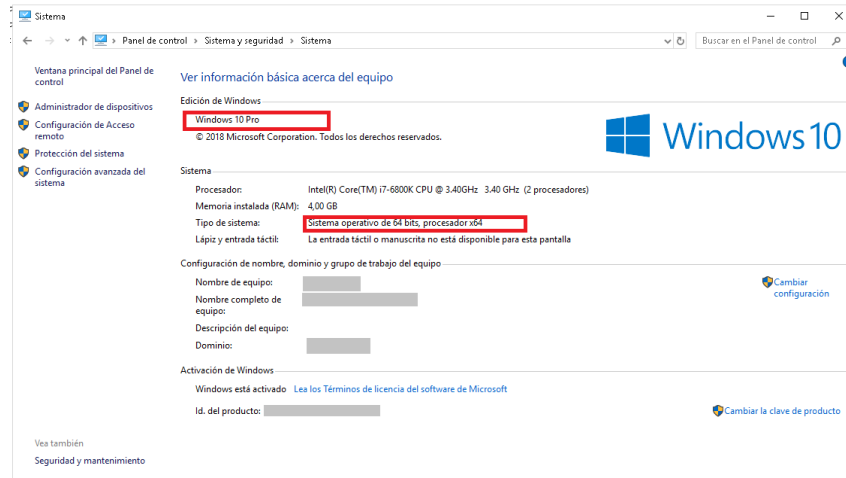 Sistema
Panel de control > Sistema y seguridad > Sistema
Buscar en el Panel de control
Ventana principal del Panel de
control
Administrador de dispositivos
Configuración de Acceso
remoto
Protección del sistema
Configuración avanzada del
sistema
Ver información básica acerca del equipo
Edición de Windows
Windows 10 Pro
© 2018 Microsoft Corporation. Todos los derechos reservados.
Windows 10
Sistema
Procesador: Intel(R) Core(TM) i7-6800K CPU @ 3.40GHz 3.40 GHz (2 procesadores)
Memoria instalada (RAM): 4,00 GB
Tipo de sistema: Sistema operativo de 64 bits, procesador x64
Lápiz y entrada táctil: La entrada táctil o manuscrita no está disponible para esta pantalla
Configuración de nombre, dominio y grupo de trabajo del equipo
Nombre de equipo:
Nombre completo de
equipo:
Descripción del equipo:
Dominio:
Cambiar
configuración
Activación de Windows
Windows está activado Lea los Términos de licencia del software de Microsoft
Id. del producto:
Cambiar la clave de producto
Vea también
Seguridad y mantenimiento